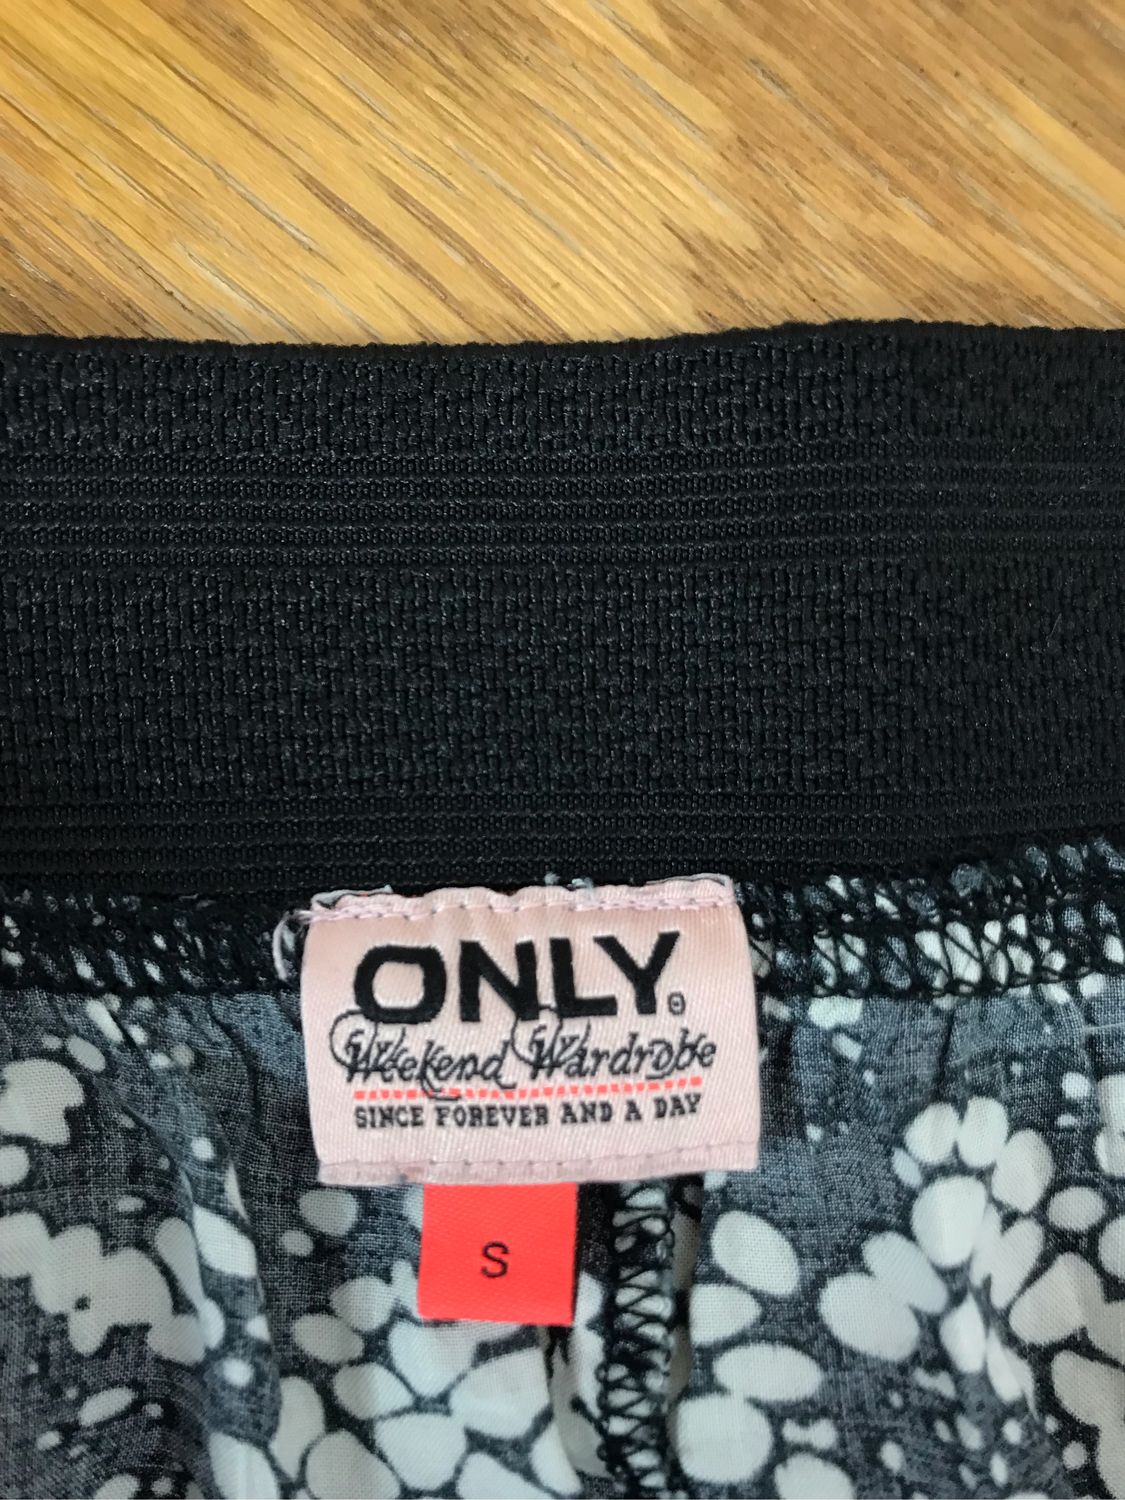 ONLY
Weekend Wardrobe
SINCE FOREVER AND A DAY
S